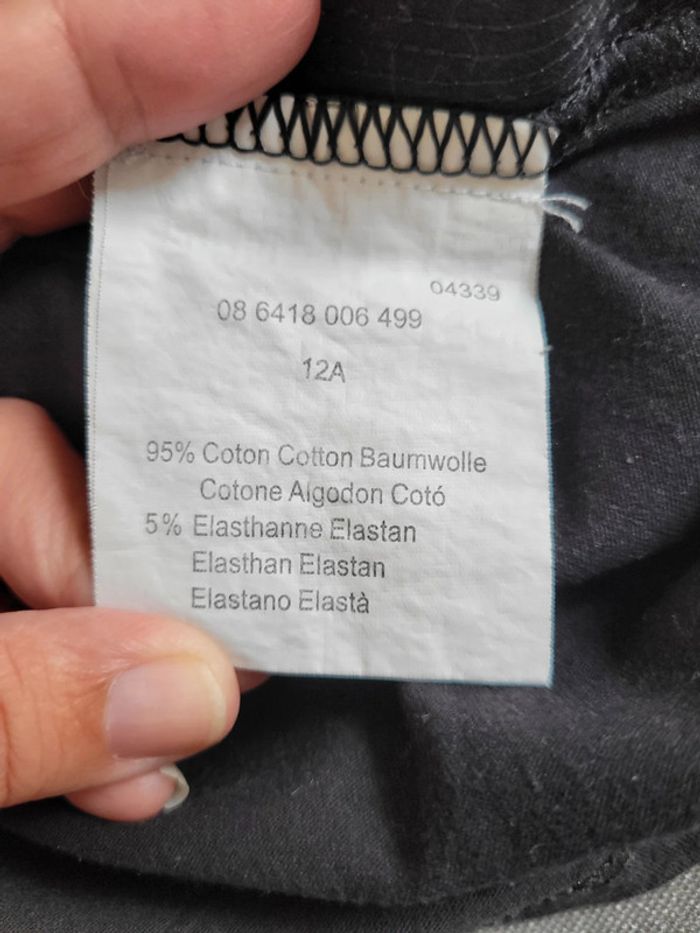 04339
08 6418 006 499
12A
95% Coton Cotton Baumwolle
Cotone Algodon Cotó
5% Elasthanne Elastan
Elasthan Elastan
Elastano Elastà